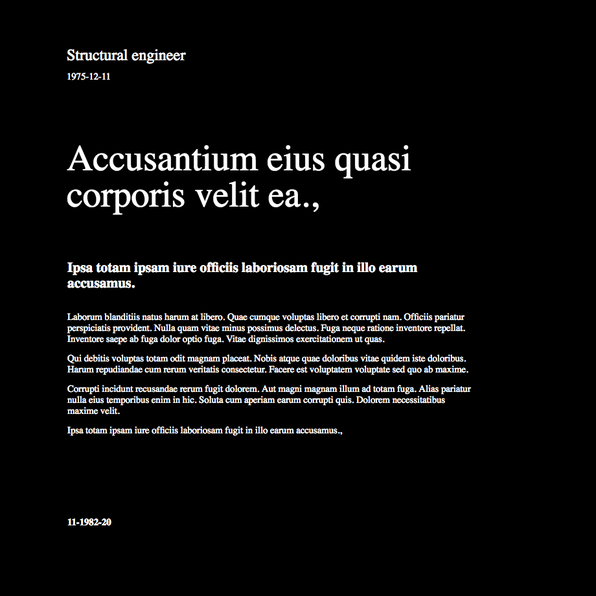 Structural engineer
1975-12-11
Accusantium eius quasi
corporis velit ea.,
Ipsa totam ipsam iure officiis laboriosam fugit in illo earum
accusamus.
Laborum blanditiis natus harum at libero. Quae cumque voluptas libero et corrupti nam. Officiis pariatur
perspiciatis provident. Nulla quam vitae minus possimus delectus. Fuga neque ratione inventore repellat.
Inventore saepe ab fuga dolor optio fuga. Vitae dignissimos exercitationem ut quas.
Qui debitis voluptas totam odit magnam placeat. Nobis atque quae doloribus vitae quidem iste doloribus.
Harum repudiandae cum rerum veritatis consectetur. Facere est voluptatem voluptate sed quo ab maxime.
Corrupti incidunt recusandae rerum fugit dolorem. Aut magni magnam illum ad totam fuga. Alias pariatur
nulla eius temporibus enim in hic. Soluta cum aperiam earum corrupti quis. Dolorem necessitatibus
maxime velit.
Ipsa totam ipsam iure officiis laboriosam fugit in illo earum accusamus.,
11-1982-20